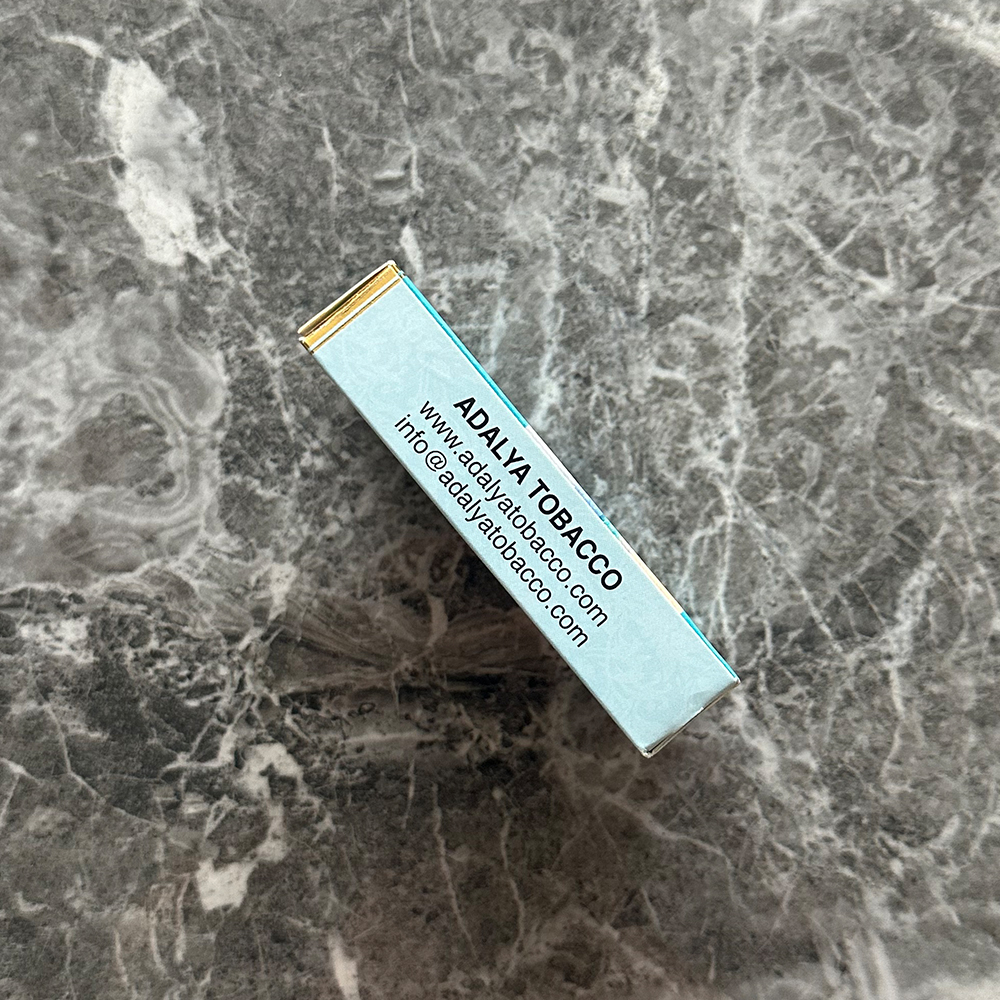 ADALYA TOBACCO
www.adalyatobacco.com
info@adalyatobacco.com